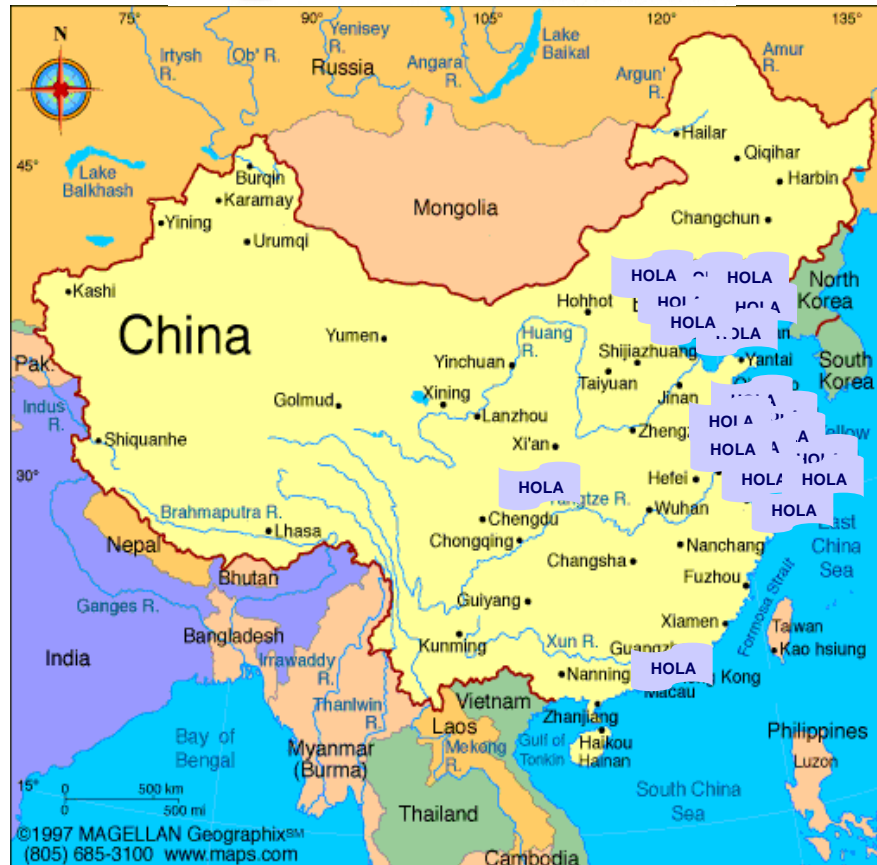 75°
90°
105°
120°
135°
N
Irtysh
R.
Ob' R.
Yenisey
R.
Russia
Angara
R.
Lake
Baikal
Argun'
R.
Amur
R.
Hailar
Qiqihar
Harbin
Changchun
45°
Lake
Balkhash
Burqin
Karamay
Yining
Urumqi
Mongolia
Kashi
HOLA
HOLA
HOLA
HOLA
HOLA
HOLA
North
Korea
Hohhot
China
Yumen
Huang
R.
Yinchuan
Shijiazhuang
Taiyuan
Yantai
South
Korea
Pak.
Indus
R.
Golmud
Xining
Lanzhou
Jinan
HOLA
HOLA
Shiquanhe
Xi'an
HOLA
HOLA
30°
Hefei
HOLA
HOLA
HOLA
Brahmaputra R.
Yangtze R.
HOLA
Lhasa
Chengdu
Chongqing
Wuhan
East
China
Sea
Nepal
Bhutan
Changsha
Nanchang
Fuzhou
Ganges R.
Guiyang
Formosa Strait
Bangladesh
Kunming
Xun R.
Xiamen
Taiwan
Kao hsiung
India
Irrawaddy
R.
Nanning
HOLA
Kong
Macau
Thanlwin
R.
Vietnam
Zhanjiang
Bay of
Bengal
Myanmar
(Burma)
Laos
Mekong
R.
Gulf of
Tonkin
Haikou
Hainan
Philippines
Luzon
15°
0
500 km
0
500 mi
South China
Sea
Thailand
©1997 MAGELLAN Geographix℠
(805) 685-3100 www.maps.com
Cambodia